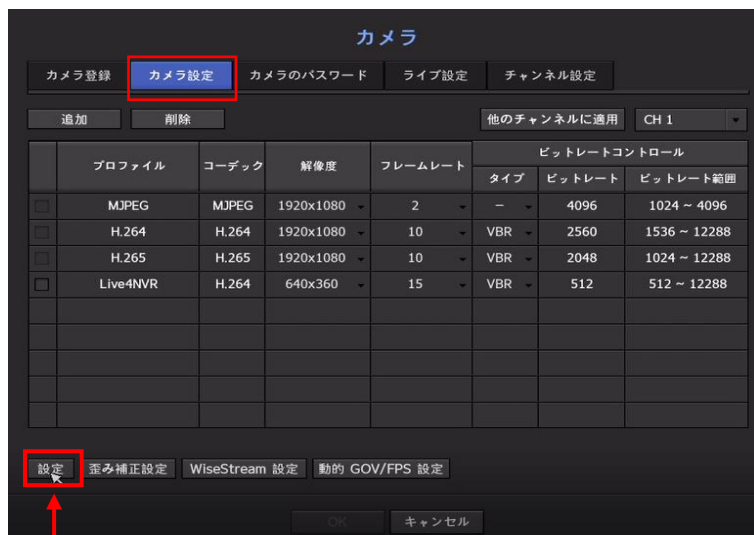 カメラ
カメラ登録 カメラ設定 カメラのパスワード ライブ設定 チャンネル設定
追加 削除 他のチャンネルに適用 CH 1
プロファイル コーデック 解像度 フレームレート ビットレートコントロール
タイプ ビットレート ビットレート範囲
MJPEG MJPEG 1920x1080 2 - 4096 1024 ~ 4096
H.264 H.264 1920x1080 10 VBR 2560 1536 ~ 12288
H.265 H.265 1920x1080 10 VBR 2048 1024 ~ 12288
Live4NVR H.264 640x360 15 VBR 512 512 ~ 12288
設定 歪み補正設定 WiseStream 設定 動的 GOV/FPS 設定
OK キャンセル